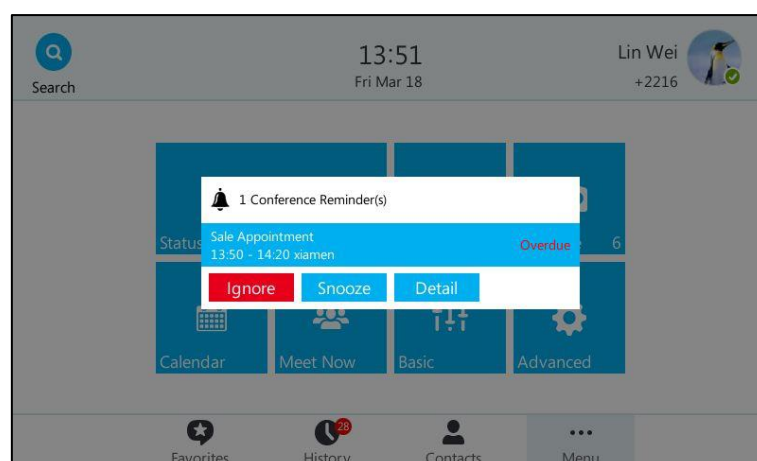 13:51
Lin Wei
Search
Fri Mar 18
+2216
1 Conference Reminder(s)
Status
Sale Appointment
13:50 - 14:20 xiamen
Overdue
6
Ignore
Snooze
Detail
Calendar
Meet Now
Basic
Advanced
28
Favorites
History
Contacts
Menu